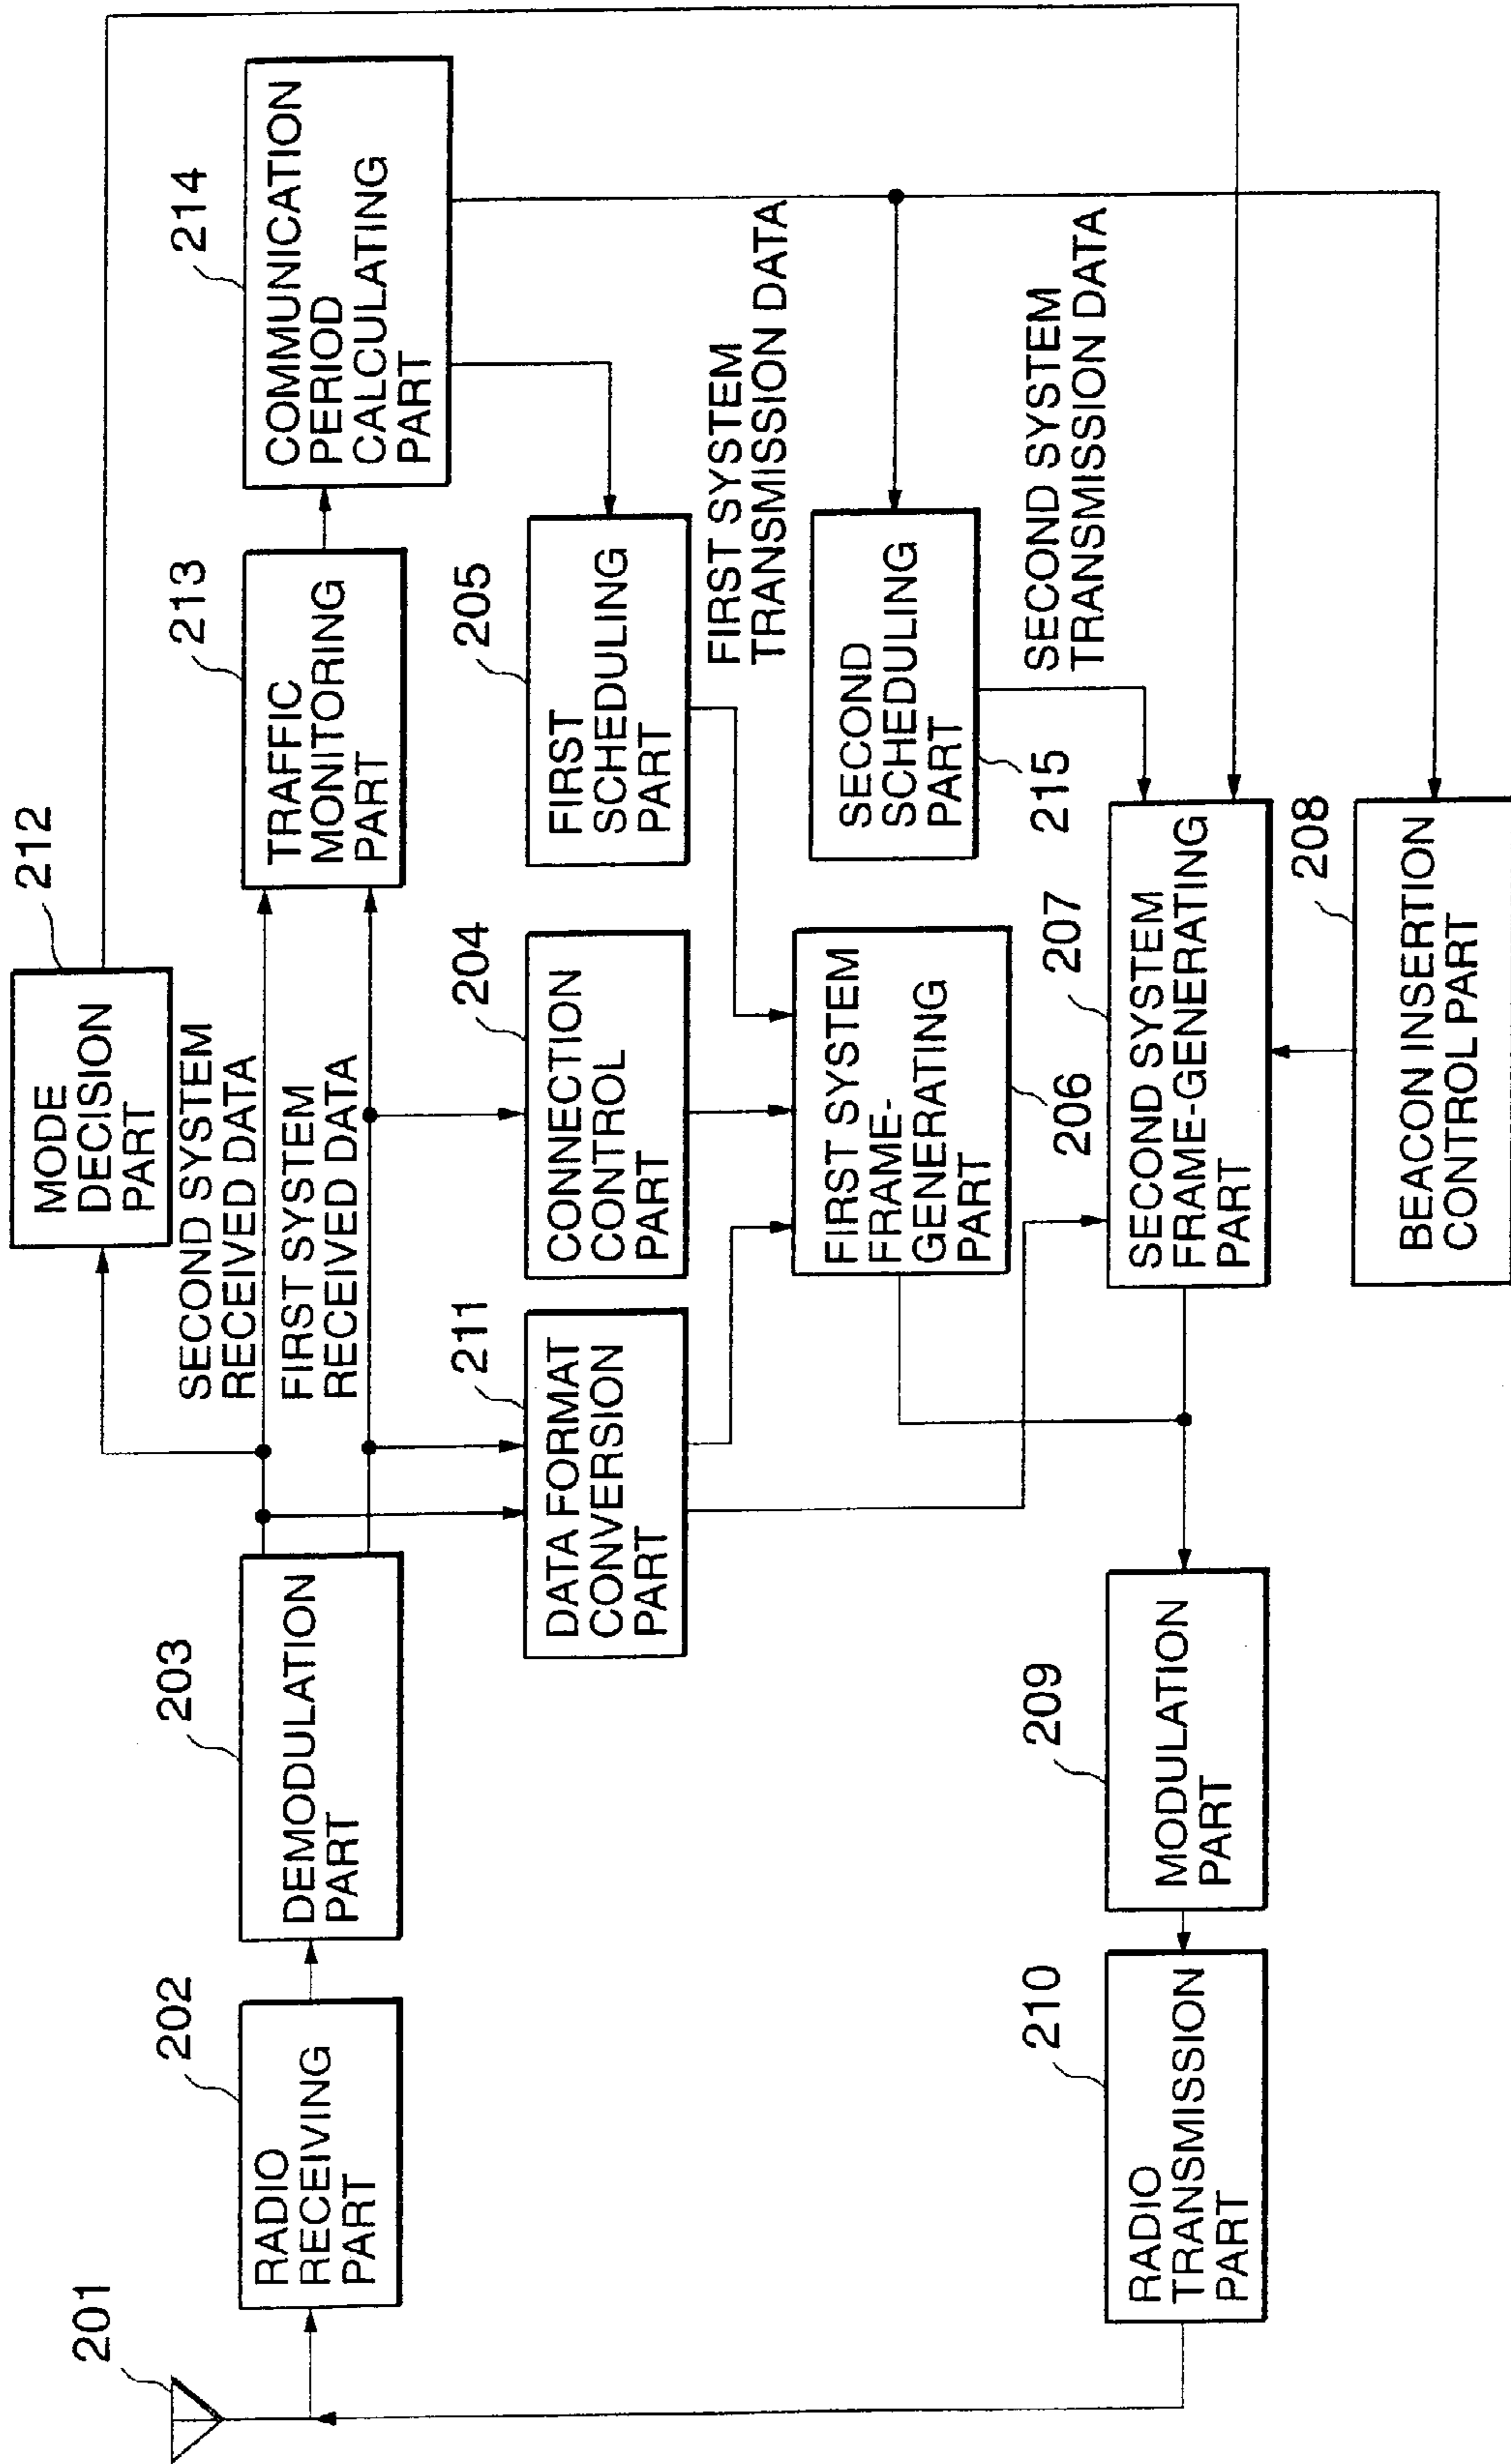 201
202
RADIO
RECEIVING
PART
203
DEMODULATION
PART
SECOND SYSTEM
RECEIVED DATA
FIRST SYSTEM
RECEIVED DATA
212
MODE
DECISION
PART
213
TRAFFIC
MONITORING
PART
214
COMMUNICATION
PERIOD
CALCULATING
PART
211
DATA FORMAT
CONVERSION
PART
204
CONNECTION
CONTROL
PART
205
FIRST
SCHEDULING
PART
FIRST SYSTEM
TRANSMISSION DATA
FIRST SYSTEM
FRAME-
GENERATING
PART
206
SECOND
SCHEDULING
PART
215
SECOND SYSTEM
TRANSMISSION DATA
210
RADIO
TRANSMISSION
PART
209
MODULATION
PART
207
SECOND SYSTEM
FRAME-GENERATING
PART
208
BEACON INSERTION
CONTROL PART